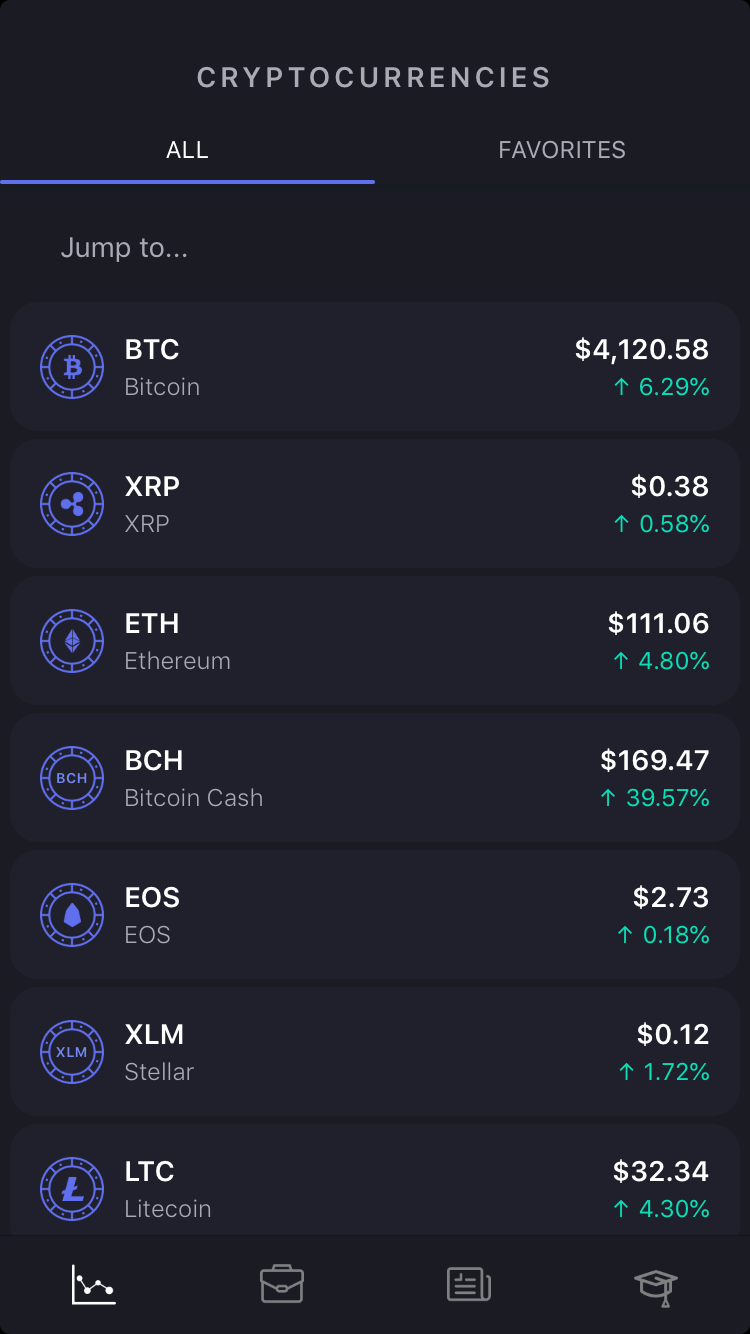 CRYPTOCURRENCIES
ALL FAVORITES
Jump to...
BTC $4,120.58
Bitcoin ↑ 6.29%
XRP $0.38
XRP ↑ 0.58%
ETH $111.06
Ethereum ↑ 4.80%
BCH BCH $169.47
Bitcoin Cash ↑ 39.57%
EOS $2.73
EOS ↑ 0.18%
XLM XLM $0.12
Stellar ↑ 1.72%
LTC $32.34
Litecoin ↑ 4.30%